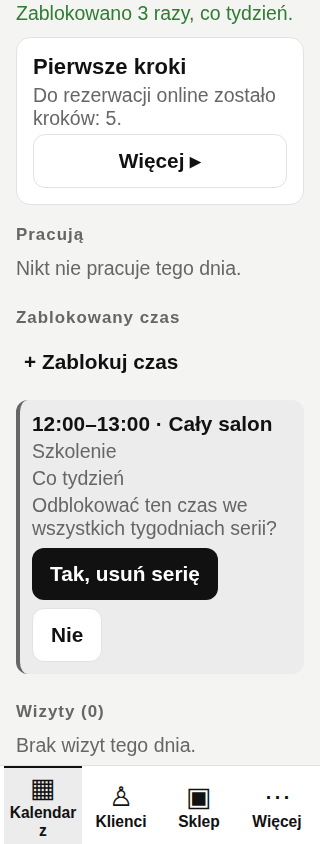 Zablokowano 3 razy, co tydzień.
Pierwsze kroki
Do rezerwacji online zostało
kroków: 5.
Więcej ▸
Pracują
Nikt nie pracuje tego dnia.
Zablokowany czas
+ Zablokuj czas
12:00–13:00 · Cały salon
Szkolenie
Co tydzień
Odblokować ten czas we
wszystkich tygodniach serii?
Tak, usuń serię
Nie
Wizyty (0)
Brak wizyt tego dnia.
Kalendar
z
Klienci
Sklep
Więcej